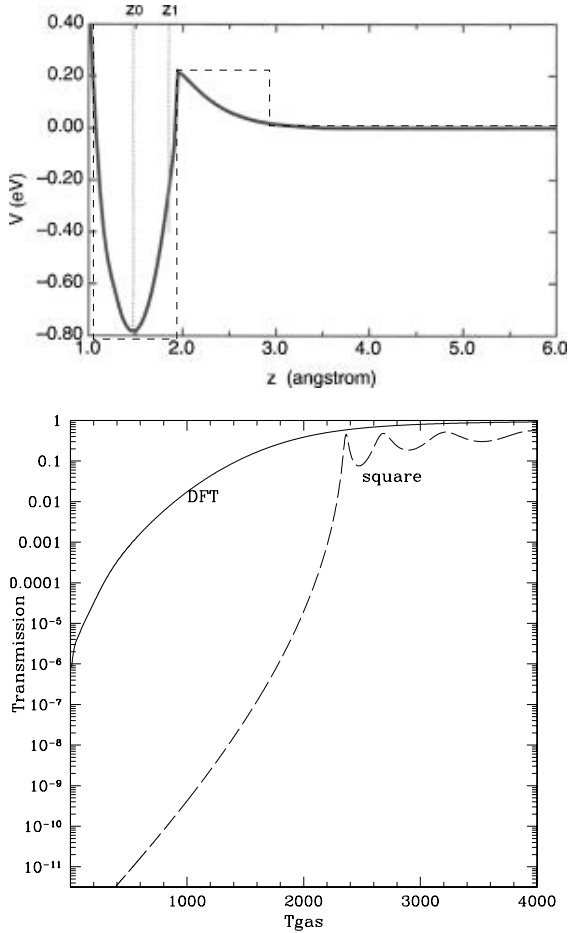 z0 z1
0.40
0.20
0.00
−0.20
−0.40
−0.60
−0.80
V (eV)
1.0 2.0 3.0 4.0 5.0 6.0
z (angstrom)
1
0.1
0.01
0.001
0.0001
10⁻⁵
10⁻⁶
10⁻⁷
10⁻⁸
10⁻⁹
10⁻¹⁰
10⁻¹¹
Transmission
DFT
square
1000 2000 3000 4000
Tgas